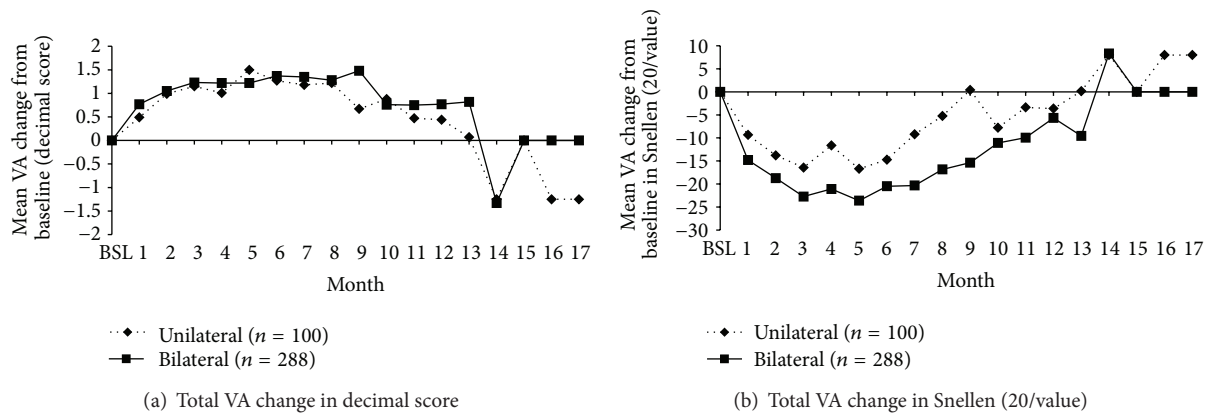 Mean VA change from
baseline (decimal score)
2
1.5
1
0.5
0
−0.5
−1
−1.5
−2
BSL 1 2 3 4 5 6 7 8 9 10 11 12 13 14 15 16 17
Month
Unilateral (n = 100)
Bilateral (n = 288)
(a) Total VA change in decimal score
Mean VA change from
baseline in Snellen (20/value)
10
5
0
−5
−10
−15
−20
−25
−30
BSL 1 2 3 4 5 6 7 8 9 10 11 12 13 14 15 16 17
Month
Unilateral (n = 100)
Bilateral (n = 288)
(b) Total VA change in Snellen (20/value)